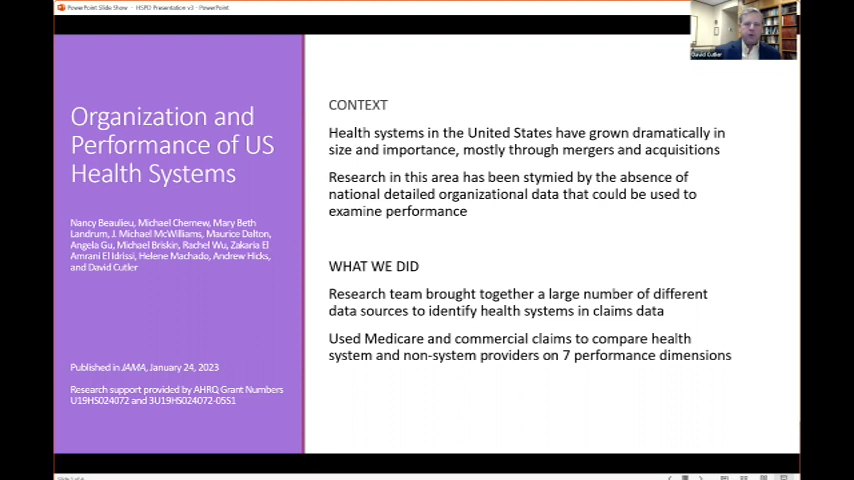 PowerPoint Slide Show - HSPO Presentation v3 - PowerPoint
David Cutler
Organization and
Performance of US
Health Systems
Nancy Beaulieu, Michael Chernew, Mary Beth
Landrum, J. Michael McWilliams, Maurice Dalton,
Angela Gu, Michael Briskin, Rachel Wu, Zakaria El
Amrani El Idrissi, Helene Machado, Andrew Hicks,
and David Cutler
Published in JAMA, January 24, 2023
Research support provided by AHRQ Grant Numbers
U19HS024072 and 3U19HS024072-05S1
CONTEXT
Health systems in the United States have grown dramatically in
size and importance, mostly through mergers and acquisitions
Research in this area has been stymied by the absence of
national detailed organizational data that could be used to
examine performance
WHAT WE DID
Research team brought together a large number of different
data sources to identify health systems in claims data
Used Medicare and commercial claims to compare health
system and non-system providers on 7 performance dimensions